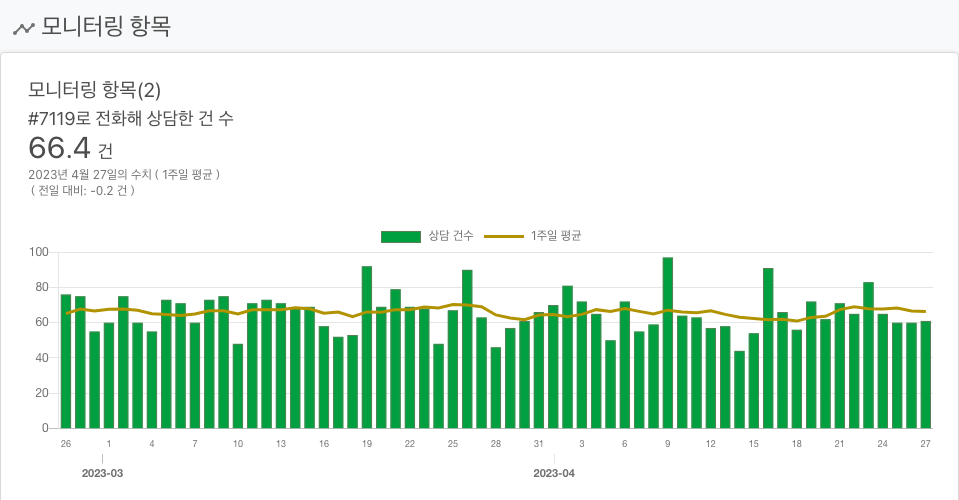 모니터링 항목
모니터링 항목(2)
#7119로 전화해 상담한 건 수
66.4 건
2023년 4월 27일의 수치 ( 1주일 평균 )
( 전일 대비: -0.2 건 )
상담 건수 1주일 평균
100
80
60
40
20
0
26 1 4 7 10 13 16 19 22 25 28 31 3 6 9 12 15 18 21 24 27
2023-03 2023-04